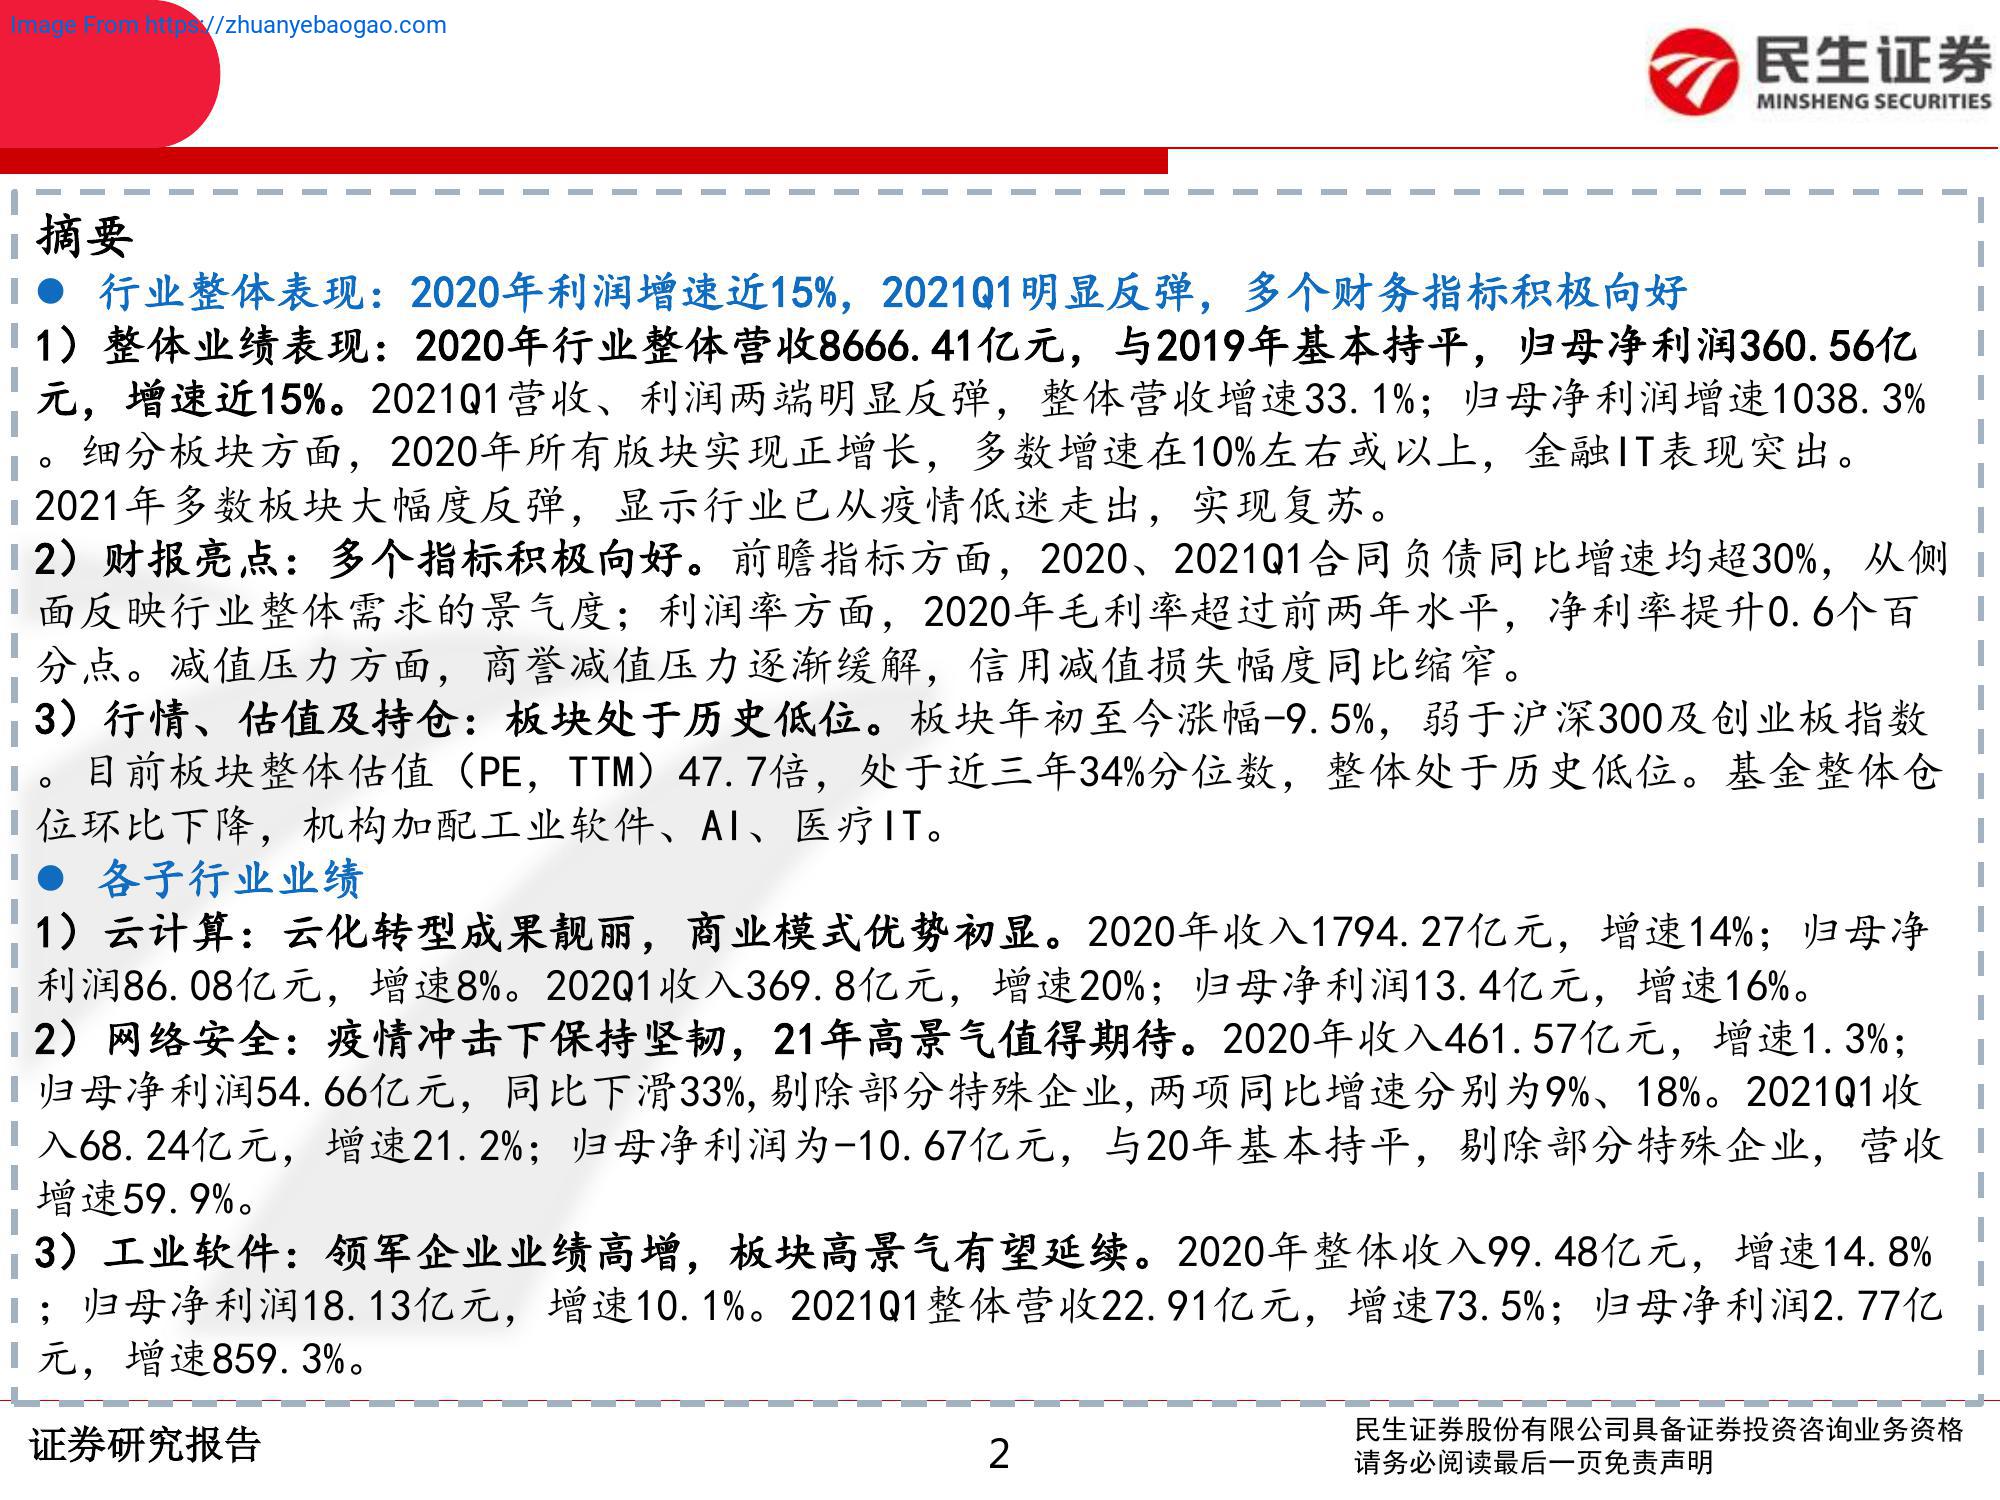 Image From https://zhuanyebaogao.com
民生证券
MINSHENG SECURITIES
摘要
● 行业整体表现：2020年利润增速近15%，2021Q1明显反弹，多个财务指标积极向好
1）整体业绩表现：2020年行业整体营收8666.41亿元，与2019年基本持平，归母净利润360.56亿
元，增速近15%。2021Q1营收、利润两端明显反弹，整体营收增速33.1%；归母净利润增速1038.3%
。细分板块方面，2020年所有版块实现正增长，多数增速在10%左右或以上，金融IT表现突出。
2021年多数板块大幅度反弹，显示行业已从疫情低迷走出，实现复苏。
2）财报亮点：多个指标积极向好。前瞻指标方面，2020、2021Q1合同负债同比增速均超30%，从侧
面反映行业整体需求的景气度；利润率方面，2020年毛利率超过前两年水平，净利率提升0.6个百
分点。减值压力方面，商誉减值压力逐渐缓解，信用减值损失幅度同比缩窄。
3）行情、估值及持仓：板块处于历史低位。板块年初至今涨幅-9.5%，弱于沪深300及创业板指数
。目前板块整体估值（PE，TTM）47.7倍，处于近三年34%分位数，整体处于历史低位。基金整体仓
位环比下降，机构加配工业软件、AI、医疗IT。
● 各子行业业绩
1）云计算：云化转型成果靓丽，商业模式优势初显。2020年收入1794.27亿元，增速14%；归母净
利润86.08亿元，增速8%。202Q1收入369.8亿元，增速20%；归母净利润13.4亿元，增速16%。
2）网络安全：疫情冲击下保持坚韧，21年高景气值得期待。2020年收入461.57亿元，增速1.3%；
归母净利润54.66亿元，同比下滑33%,剔除部分特殊企业,两项同比增速分别为9%、18%。2021Q1收
入68.24亿元，增速21.2%；归母净利润为-10.67亿元，与20年基本持平，剔除部分特殊企业，营收
增速59.9%。
3）工业软件：领军企业业绩高增，板块高景气有望延续。2020年整体收入99.48亿元，增速14.8%
；归母净利润18.13亿元，增速10.1%。2021Q1整体营收22.91亿元，增速73.5%；归母净利润2.77亿
元，增速859.3%。
证券研究报告
2
民生证券股份有限公司具备证券投资咨询业务资格
请务必阅读最后一页免责声明